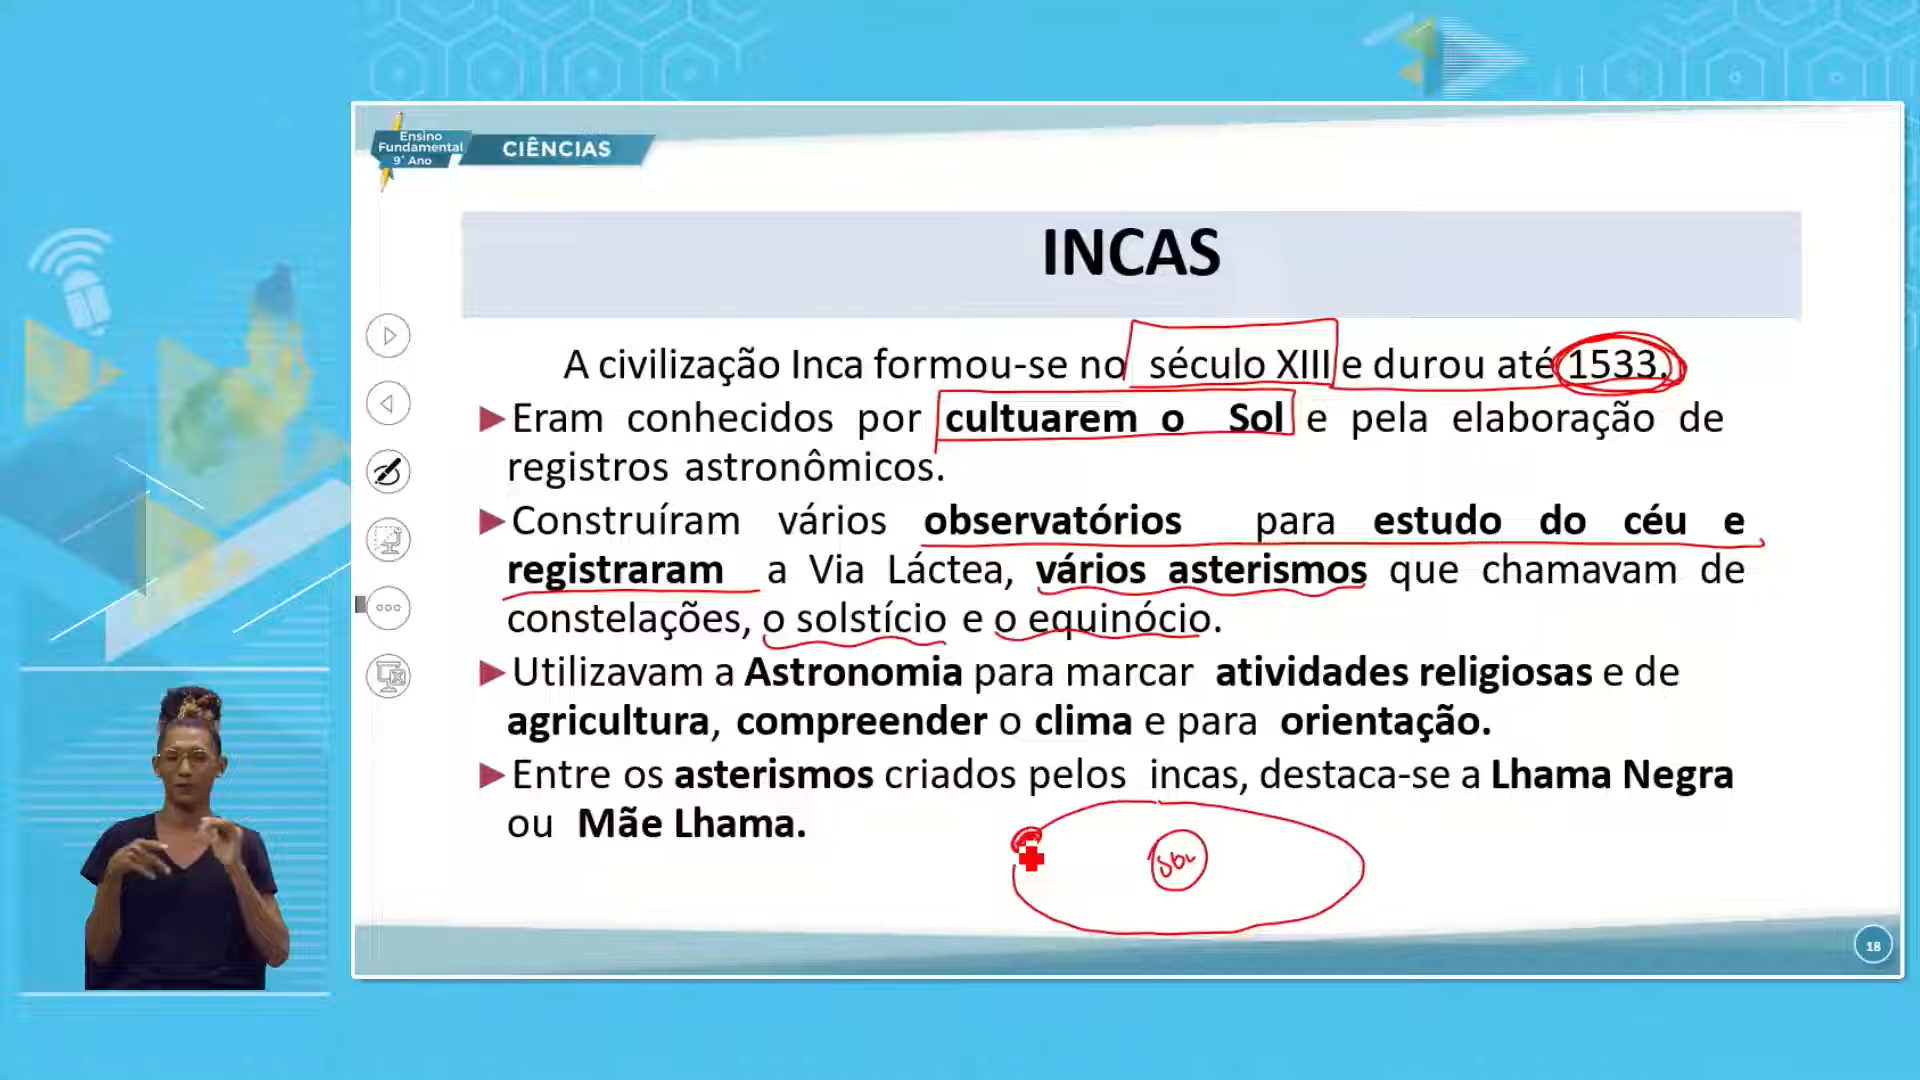 Ensino
Fundamental
9° Ano
CIÊNCIAS
INCAS
A civilização Inca formou-se no século XIII e durou até 1533.
Eram conhecidos por cultuarem o Sol e pela elaboração de
registros astronômicos.
Construíram vários observatórios para estudo do céu e
registraram a Via Láctea, vários asterismos que chamavam de
constelações, o solstício e o equinócio.
Utilizavam a Astronomia para marcar atividades religiosas e de
agricultura, compreender o clima e para orientação.
Entre os asterismos criados pelos incas, destaca-se a Lhama Negra
ou Mãe Lhama.
Sol
18